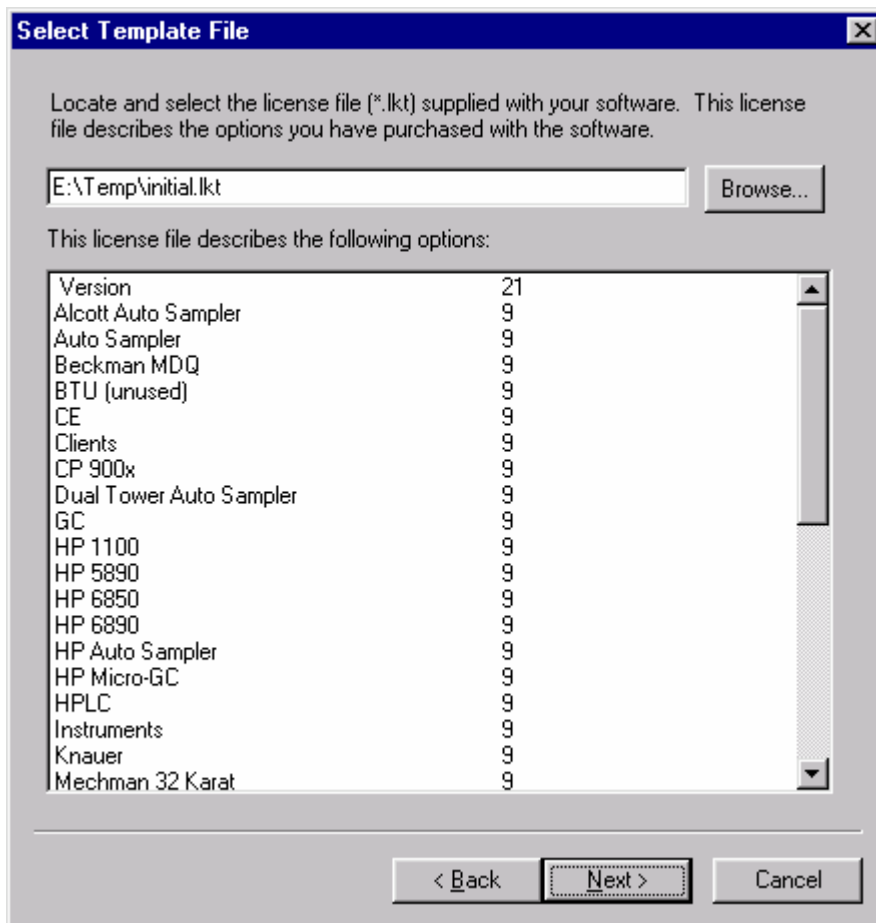 Select Template File
Locate and select the license file (*.lkt) supplied with your software. This license
file describes the options you have purchased with the software.
E:\Temp\initial.lkt
Browse...
This license file describes the following options:
Version 21
Alcott Auto Sampler 9
Auto Sampler 9
Beckman MDQ 9
BTU (unused) 9
CE 9
Clients 9
CP 900x 9
Dual Tower Auto Sampler 9
GC 9
HP 1100 9
HP 5890 9
HP 6850 9
HP 6890 9
HP Auto Sampler 9
HP Micro-GC 9
HPLC 9
Instruments 9
Knauer 9
Mechman 32 Karat 9
< Back Next > Cancel